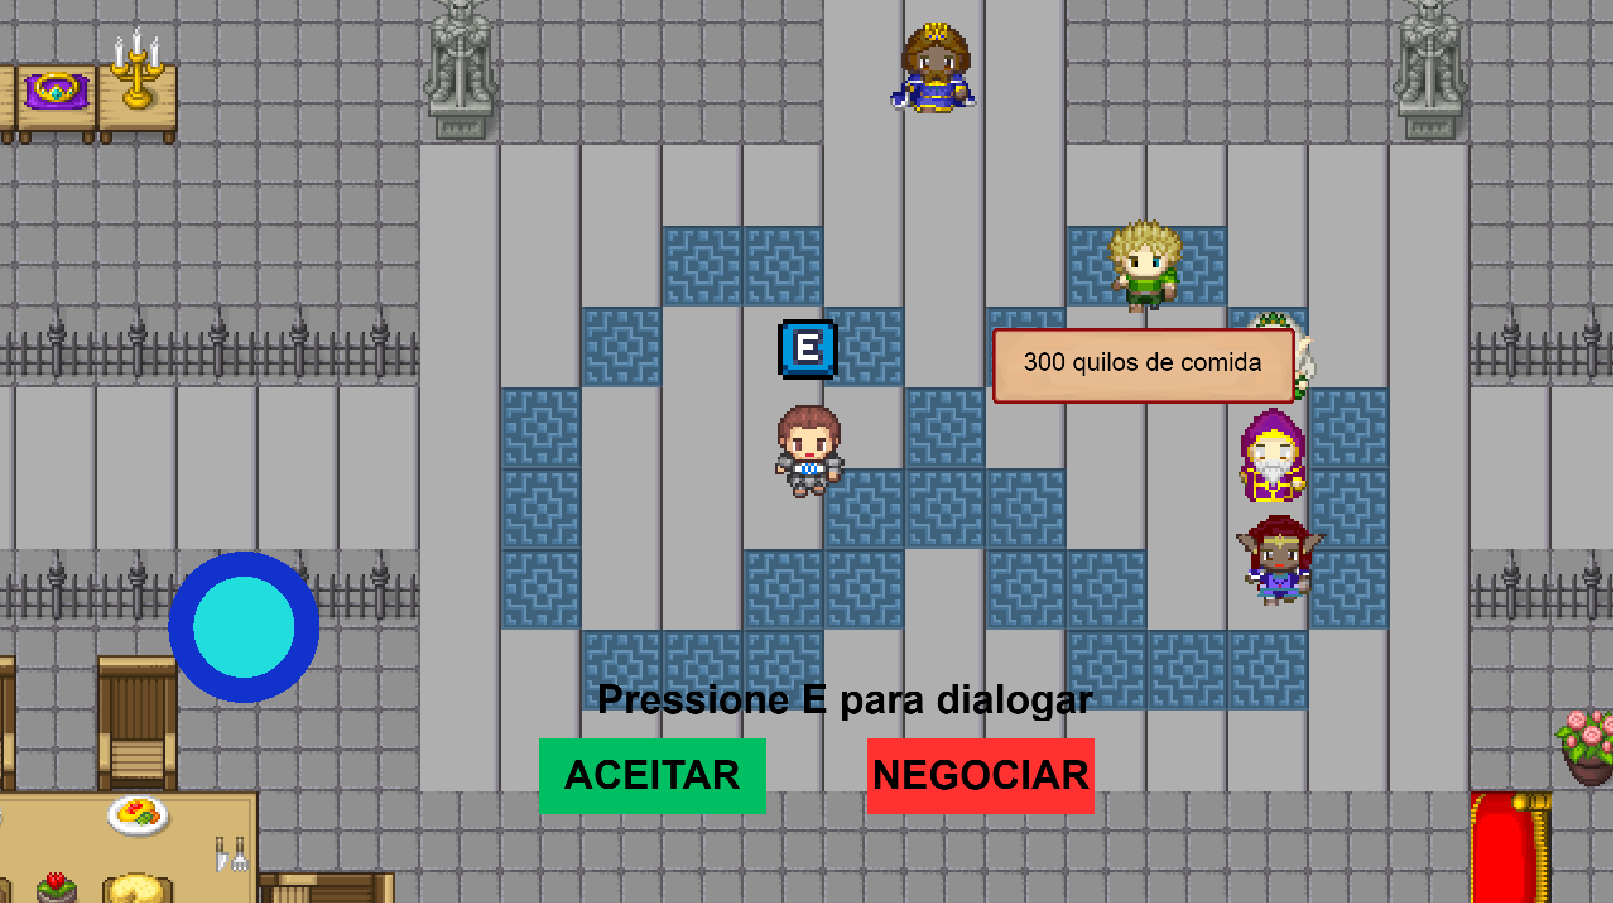 E
300 quilos de comida
Pressione E para dialogar
ACEITAR
NEGOCIAR